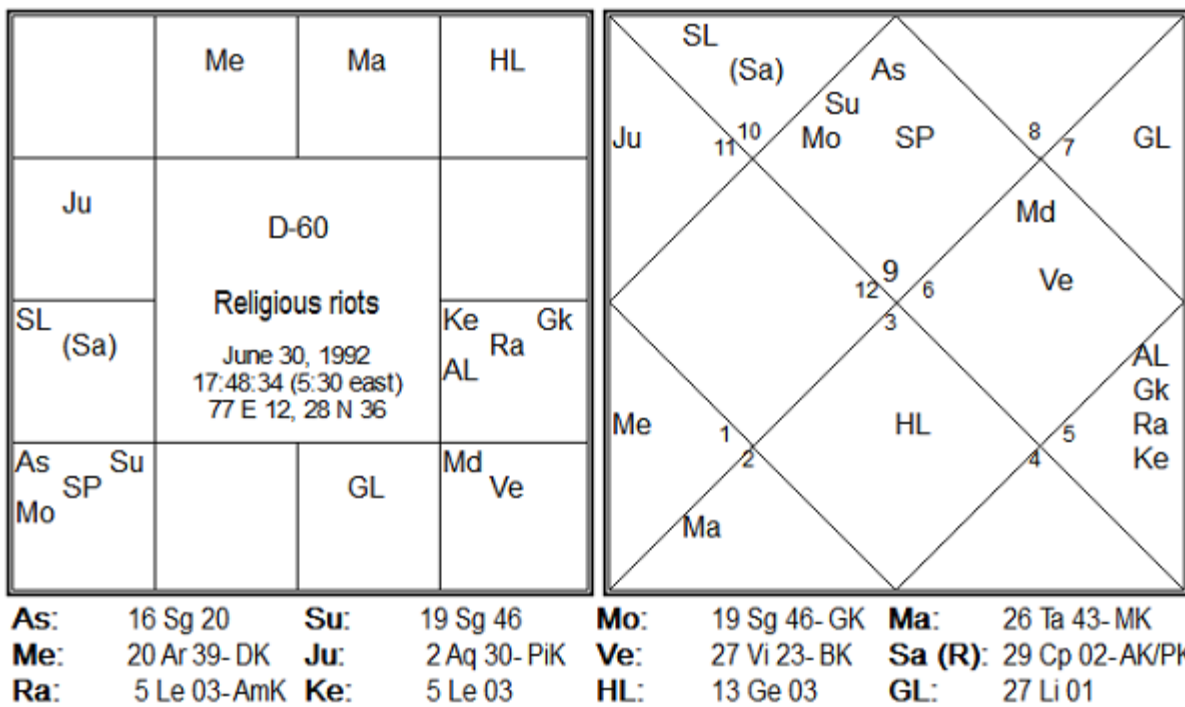 Me Ma HL
Ju
D-60
Religious riots
June 30, 1992
17:48:34 (5:30 east)
77 E 12, 28 N 36
SL
(Sa)
Ke Gk
Ra
AL
As Su
SP
Mo
GL
Md
Ve
SL
(Sa)
As
Su
Mo SP
Ju
GL
10
11
8
7
Md
Ve
9
12 6
3
AL
Gk
Ra
Ke
Me
HL
1
2
5
4
Ma
As: 16 Sg 20 Su: 19 Sg 46 Mo: 19 Sg 46- GK Ma: 26 Ta 43- MK
Me: 20 Ar 39- DK Ju: 2 Aq 30- PiK Ve: 27 Vi 23- BK Sa (R): 29 Cp 02- AK/PK
Ra: 5 Le 03- AmK Ke: 5 Le 03 HL: 13 Ge 03 GL: 27 Li 01